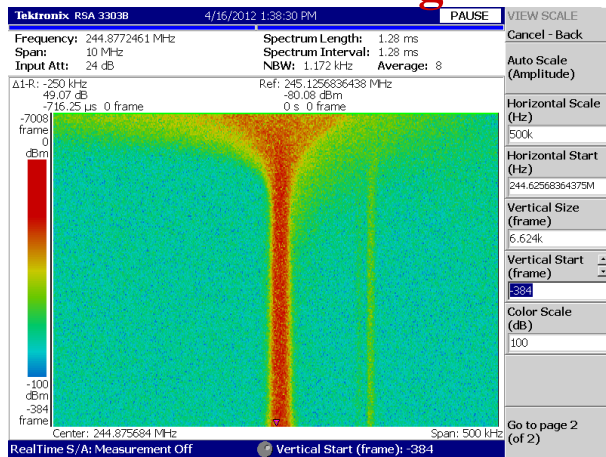 Tektronix RSA 3303B 4/16/2012 1:38:30 PM PAUSE
Frequency: 244.8772461 MHz Spectrum Length: 1.28 ms
Span: 10 MHz Spectrum Interval: 1.28 ms
Input Att: 24 dB NBW: 1.172 kHz Average: 8
Δ1-R: -250 kHz Ref: 245.1256836438 MHz
49.07 dB -80.08 dBm
-716.25 µs 0 frame 0 s 0 frame
-7008
frame
0
dBm
-100
dBm
-384
frame
Center: 244.875684 MHz Span: 500 kHz
RealTime S/A: Measurement Off Vertical Start (frame): -384
VIEW SCALE
Cancel - Back
Auto Scale
(Amplitude)
Horizontal Scale
(Hz)
500k
Horizontal Start
(Hz)
244.62568364375M
Vertical Size
(frame)
6.624k
Vertical Start
(frame)
-384
Color Scale
(dB)
100
Go to page 2
(of 2)